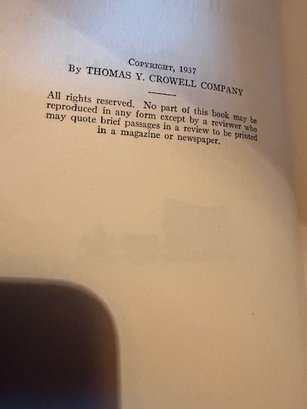 COPYRIGHT, 1937
BY THOMAS Y. CROWELL COMPANY
All rights reserved. No part of this book may be
reproduced in any form except by a reviewer who
may quote brief passages in a review to be printed
in a magazine or newspaper.